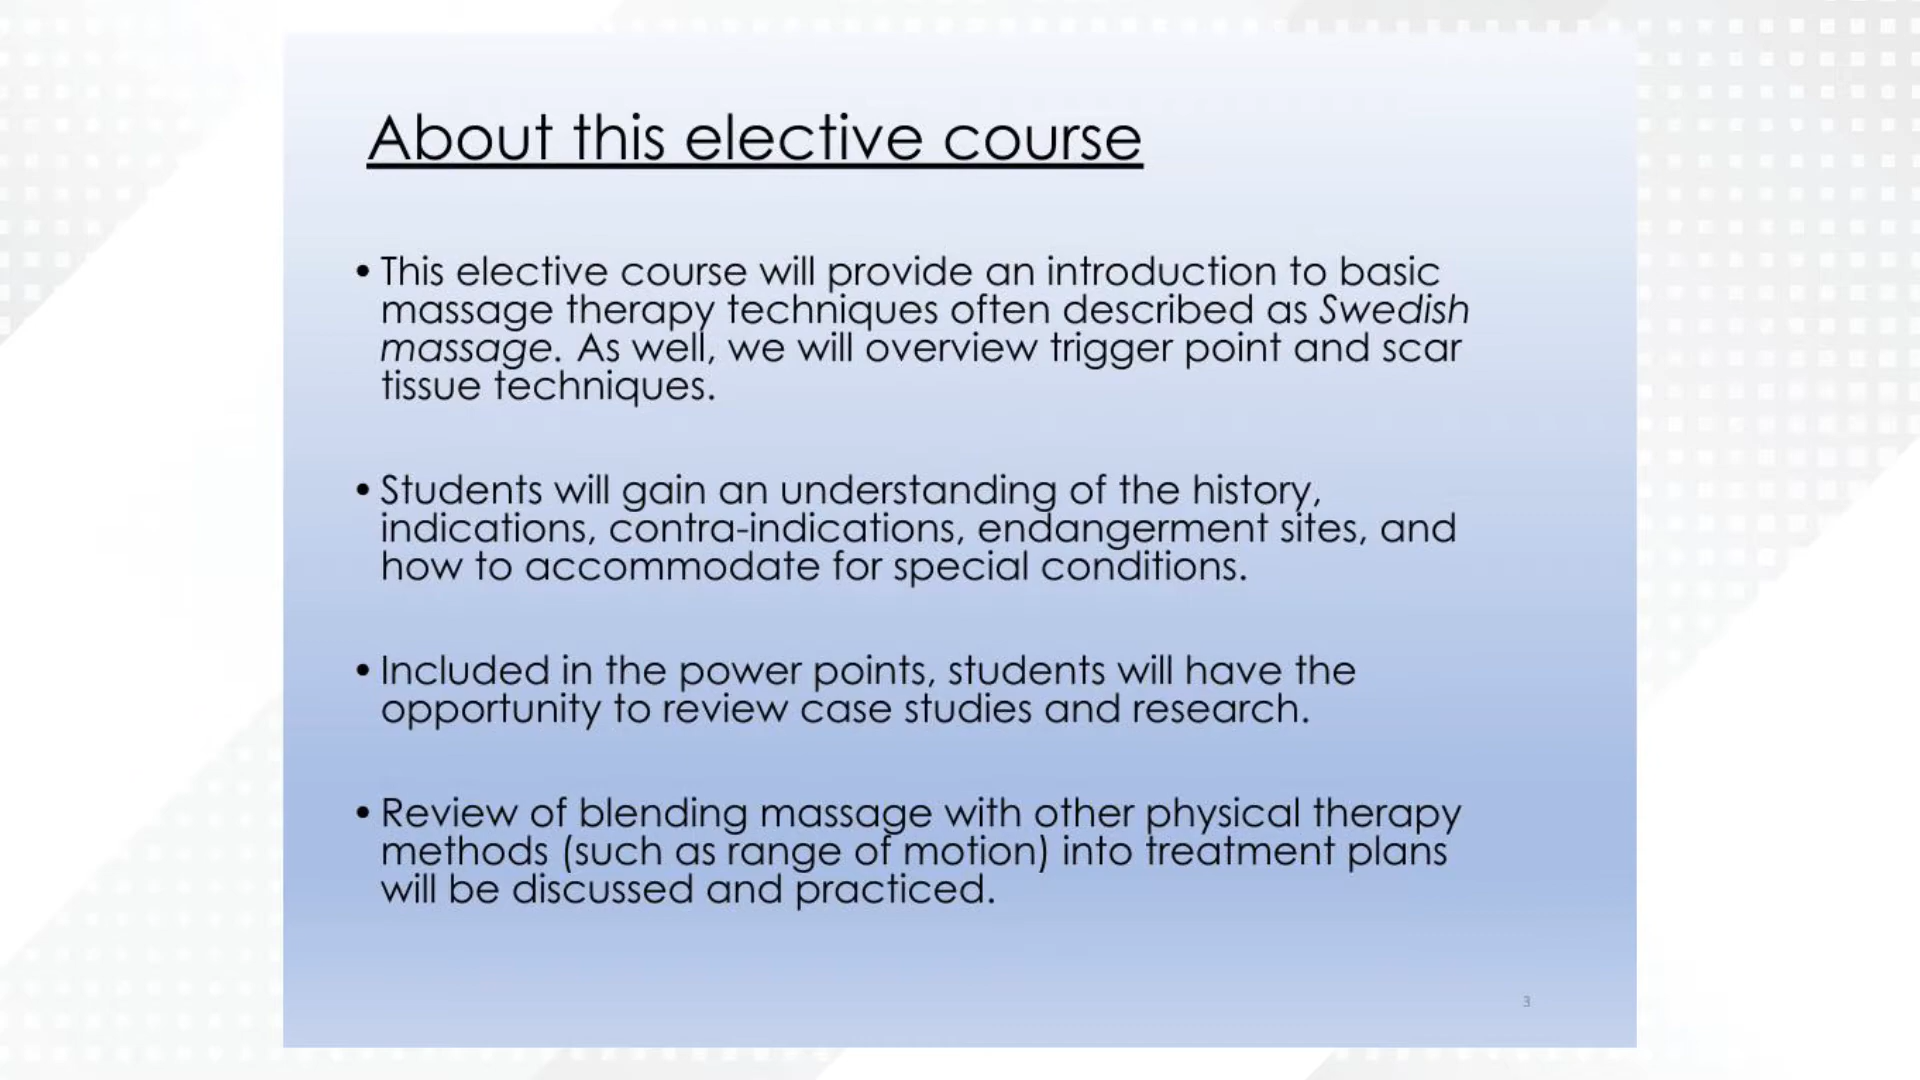 About this elective course
• This elective course will provide an introduction to basic
massage therapy techniques often described as Swedish
massage. As well, we will overview trigger point and scar
tissue techniques.
• Students will gain an understanding of the history,
indications, contra-indications, endangerment sites, and
how to accommodate for special conditions.
• Included in the power points, students will have the
opportunity to review case studies and research.
• Review of blending massage with other physical therapy
methods (such as range of motion) into treatment plans
will be discussed and practiced.
3